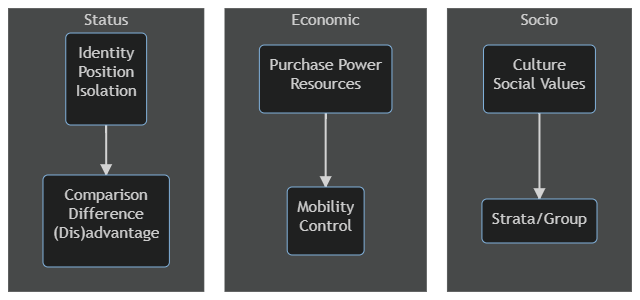 Status
Identity
Position
Isolation
Comparison
Difference
(Dis)advantage
Economic
Purchase Power
Resources
Mobility
Control
Socio
Culture
Social Values
Strata/Group